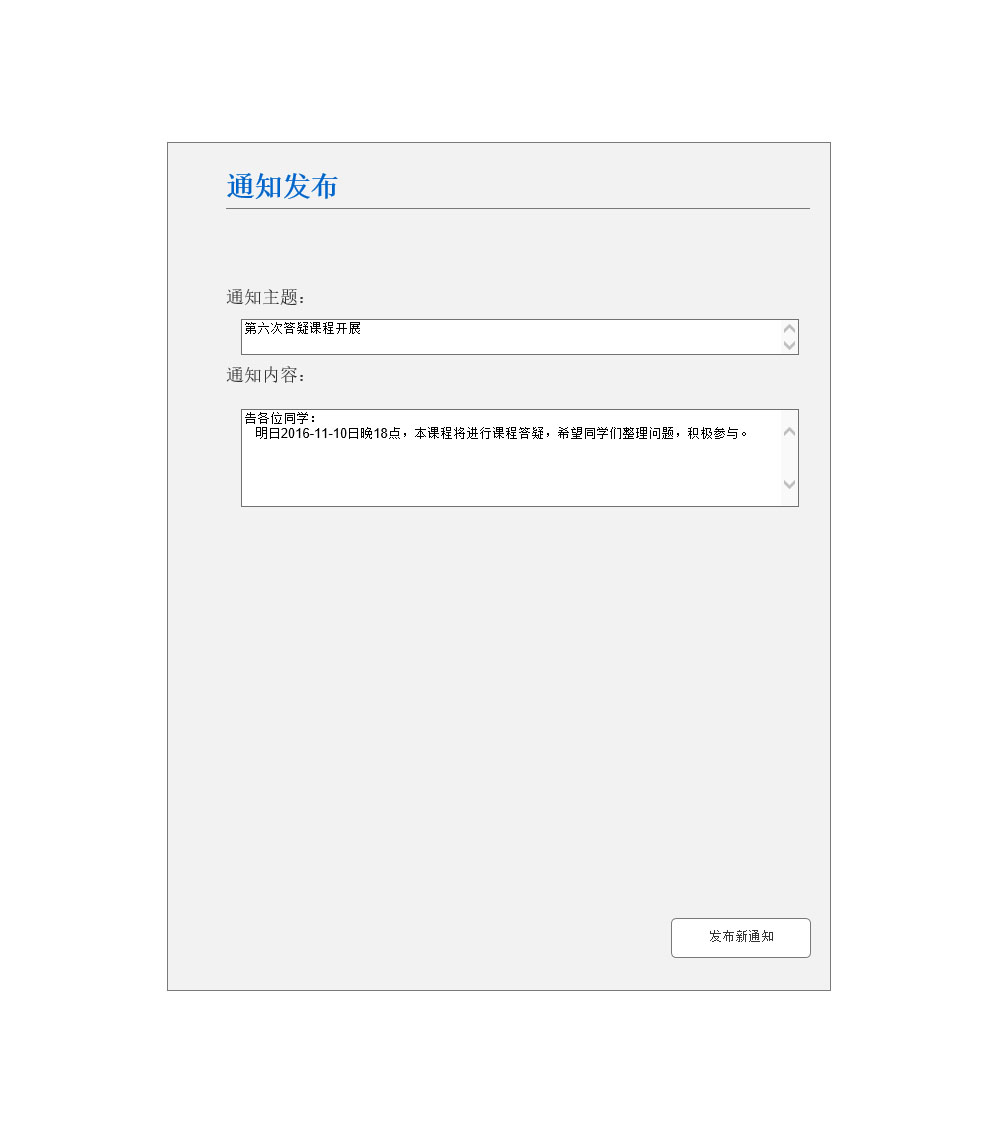 通知发布
通知主题：
第六次答疑课程开展
通知内容：
告各位同学：
明日2016-11-10日晚18点，本课程将进行课程答疑，希望同学们整理问题，积极参与。
发布新通知